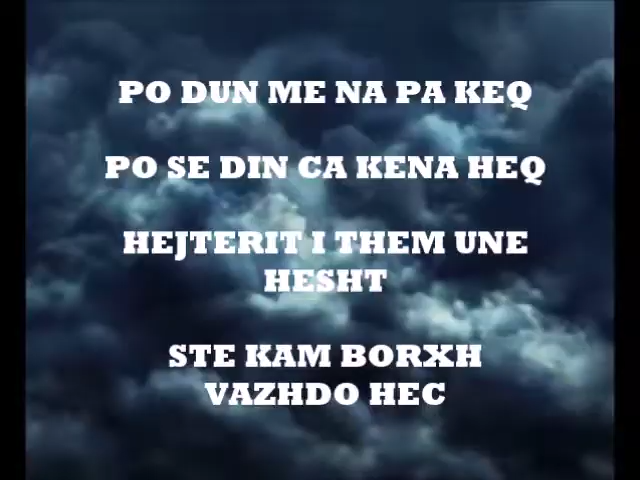 PO DUN ME NA PA KEQ
PO SE DIN CA KENA HEQ
HEJTERIT I THEM UNE
HESHT
STE KAM BORXH
VAZHDO HEC